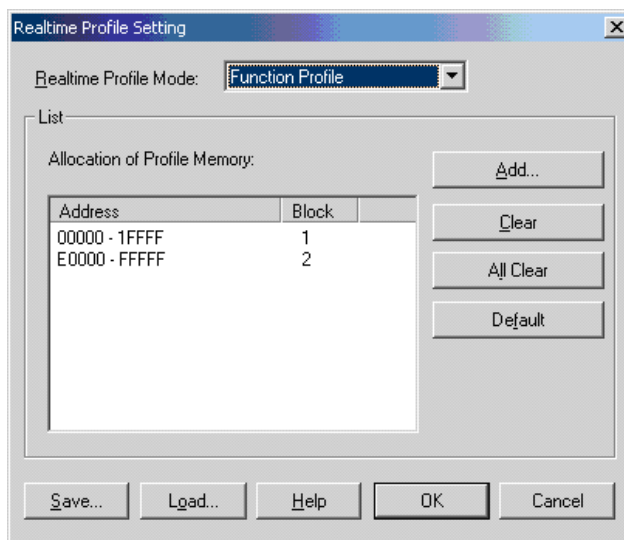 Realtime Profile Setting
Realtime Profile Mode: Function Profile
List
Allocation of Profile Memory:
Add...
Address Block
Clear
00000 - 1FFFF 1
E0000 - FFFFF 2
All Clear
Default
Save... Load... Help OK Cancel